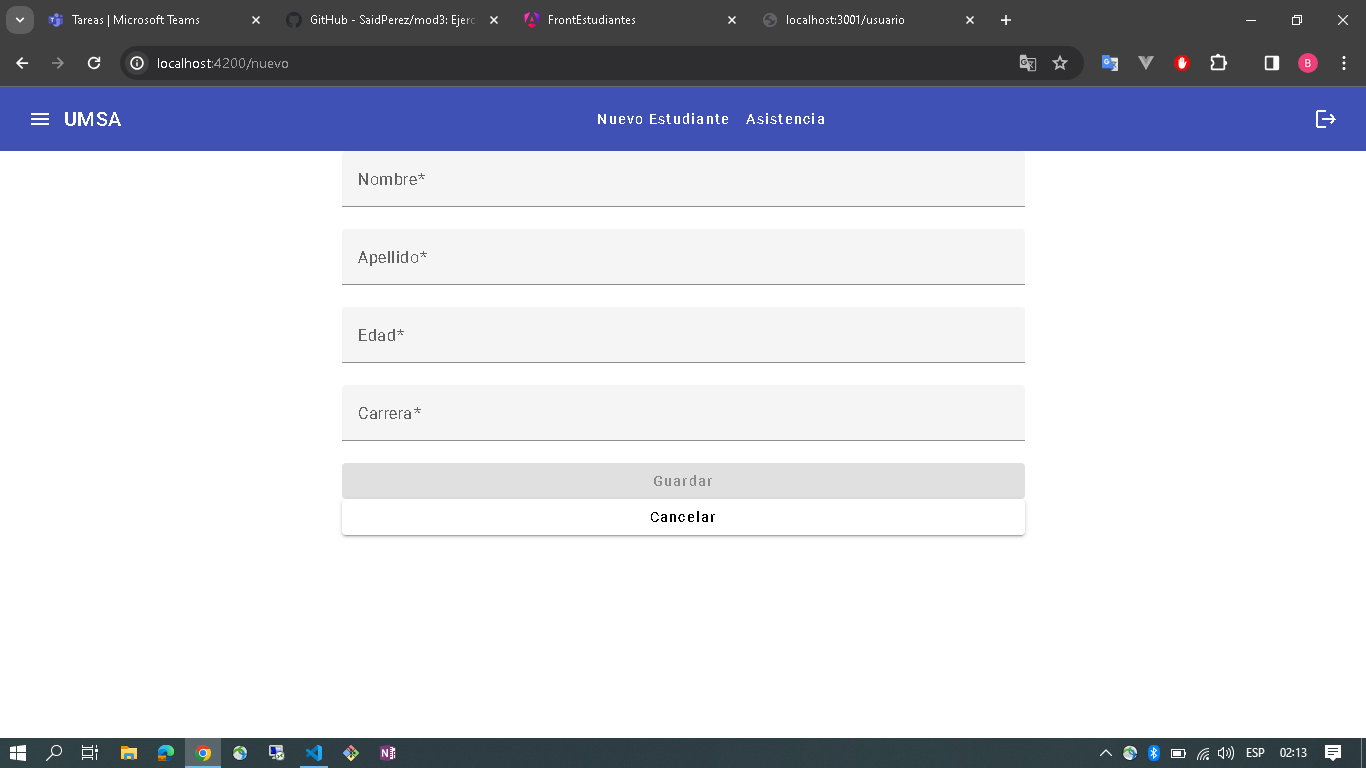 Tareas | Microsoft Teams
GitHub - SaidPerez/mod3: Ejerc
FrontEstudiantes
localhost:3001/usuario
localhost:4200/nuevo
B
UMSA
Nuevo Estudiante
Asistencia
Nombre*
Apellido*
Edad*
Carrera*
Guardar
Cancelar
ESP
02:13